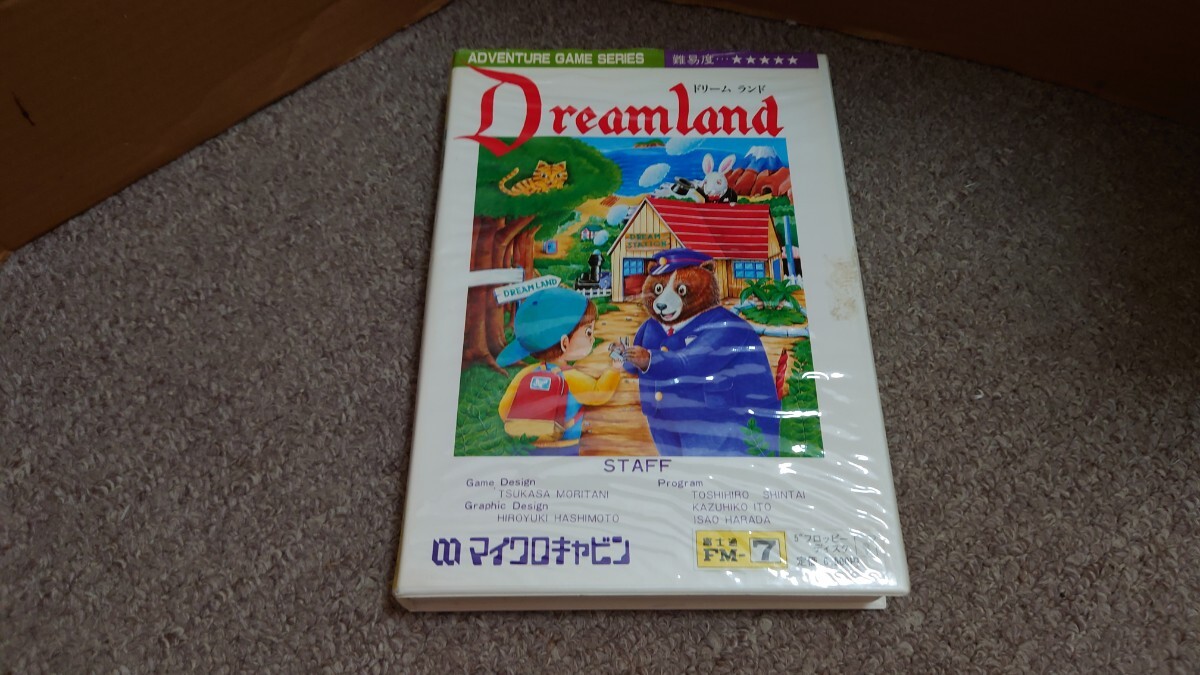 ADVENTURE GAME SERIES
難易度…★★★★★
ドリーム ランド
Dreamland
DREAM
STATION
DREAMLAND
STAFF
Game Design
TSUKASA MORITANI
Graphic Design
HIROYUKI HASHIMOTO
Program
TOSHIHIRO SHINTAI
KAZUHIKO ITO
ISAO HARADA
マイクロキャビン
富士通
FM-7
5"フロッピー
ディスク
定価